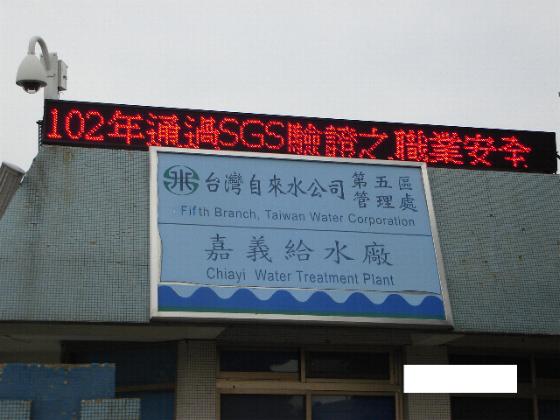 102年通過SGS驗證之職業安全
台灣自來水公司 第五區管理處
Fifth Branch, Taiwan Water Corporation
嘉義給水廠
Chiayi Water Treatment Plant